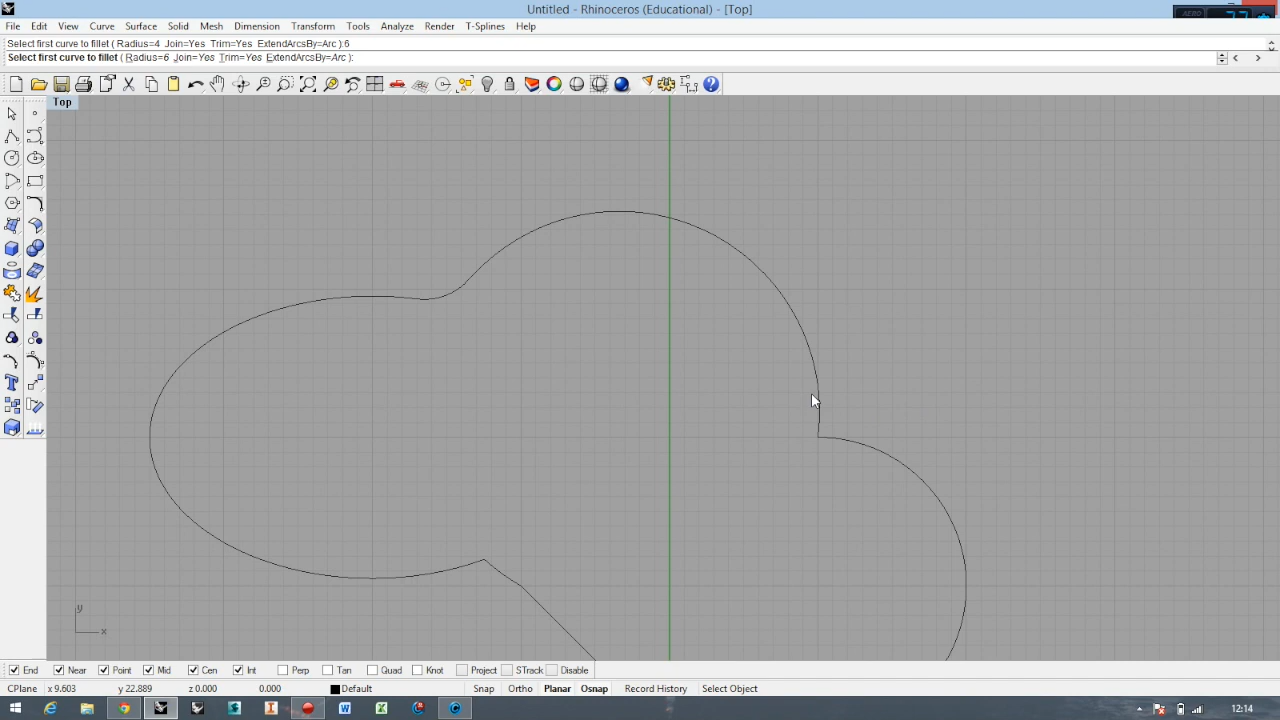 Untitled - Rhinoceros (Educational) - [Top]
AERO
File Edit View Curve Surface Solid Mesh Dimension Transform Tools Analyze Render T-Splines Help
Select first curve to fillet ( Radius=4 Join=Yes Trim=Yes ExtendArcsBy=Arc ):6
Select first curve to fillet ( Radius=6 Join=Yes Trim=Yes ExtendArcsBy=Arc ):
Top
y
x
End Near Point Mid Cen Int Perp Tan Quad Knot Project STrack Disable
CPlane x 9.603 y 22.889 z 0.000 0.000 Default Snap Ortho Planar Osnap Record History Select Object
12:14